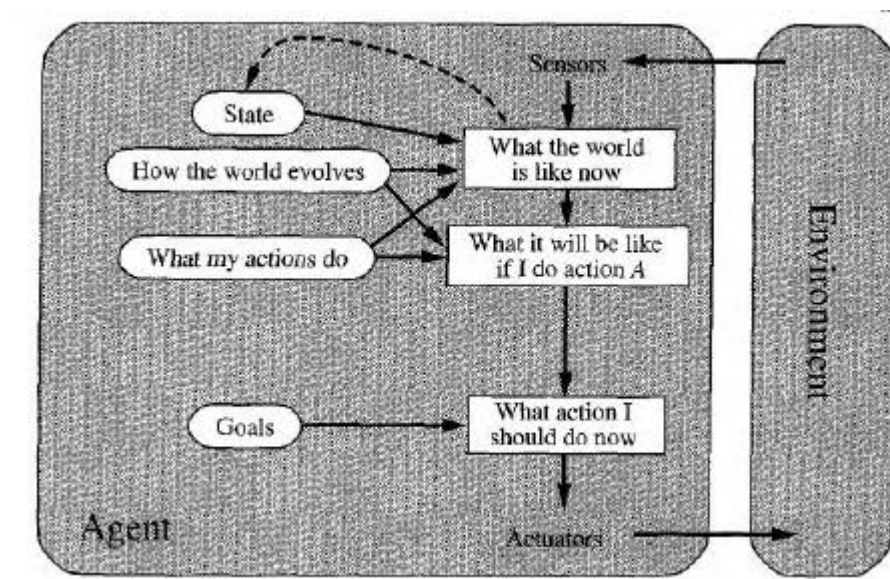 Sensors
State
What the world
is like now
How the world evolves
What my actions do
What it will be like
if I do action A
Environment
Goals
What action I
should do now
Agent
Actuators